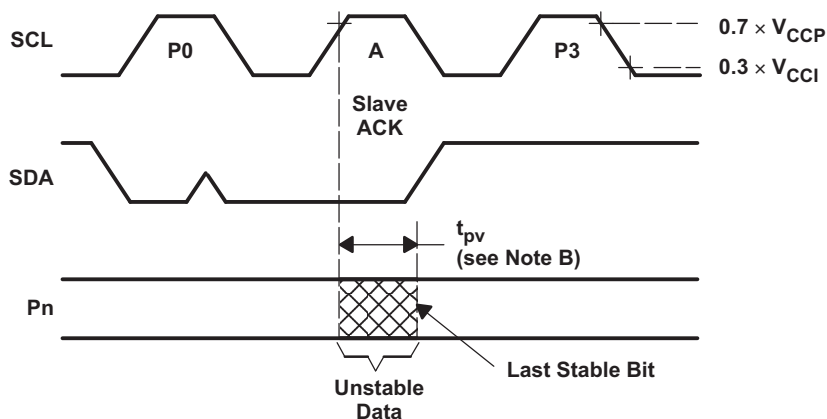 SCL
P0
A
P3
0.7 × VCCP
0.3 × VCCI
Slave
ACK
SDA
tpv
(see Note B)
Pn
Last Stable Bit
Unstable
Data